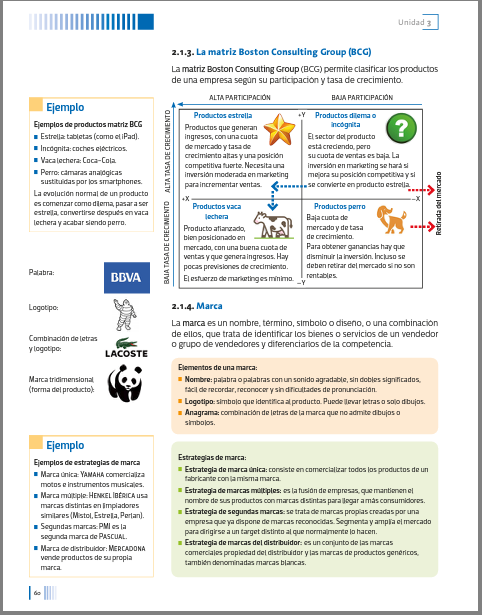 Unidad 3
2.1.3. La matriz Boston Consulting Group (BCG)
La matriz Boston Consulting Group (BCG) permite clasificar los productos
de una empresa según su participación y tasa de crecimiento.
Ejemplo
Ejemplos de productos matriz BCG
Estrella: tabletas (como el iPad).
Incógnita: coches eléctricos.
Vaca lechera: Coca-Cola.
Perro: cámaras analógicas
sustituidas por los smartphones.
La evolución normal de un producto
es comenzar como dilema, pasar a ser
estrella, convertirse después en vaca
lechera y acabar siendo perro.
ALTA PARTICIPACIÓN
BAJA PARTICIPACIÓN
ALTA TASA DE CRECIMIENTO
BAJA TASA DE CRECIMIENTO
+Y
–Y
+X
–X
Productos estrella
Productos que generan
ingresos, con una cuota
de mercado y tasa de
crecimiento altas y una posición
competitiva fuerte. Necesita una
inversión moderada en marketing
para incrementar ventas.
Productos dilema o
incógnita
?
El sector del producto
está creciendo, pero
su cuota de ventas es baja. La
inversión en marketing se hará si
mejora su posición competitiva y si
se convierte en producto estrella.
Productos vaca
lechera
Producto afianzado,
bien posicionado en
mercado, con una buena cuota de
ventas y que genera ingresos. Hay
pocas previsiones de crecimiento.
El esfuerzo de marketing es mínimo.
Productos perro
Baja cuota de
mercado y de tasa
de crecimiento.
Para obtener ganancias hay que
disminuir la inversión. Incluso se
deben retirar del mercado si no son
rentables.
Retirada del mercado
Palabra:
BBVA
Logotipo:
Combinación de letras
y logotipo:
LACOSTE
Marca tridimensional
(forma del producto):
2.1.4. Marca
La marca es un nombre, término, símbolo o diseño, o una combinación
de ellos, que trata de identificar los bienes o servicios de un vendedor
o grupo de vendedores y diferenciarlos de la competencia.
Elementos de una marca:
Nombre: palabra o palabras con un sonido agradable, sin dobles significados,
fácil de recordar, reconocer y sin dificultades de pronunciación.
Logotipo: símbolo que identifica al producto. Puede llevar letras o solo dibujos.
Anagrama: combinación de letras de la marca que no admite dibujos o
símbolos.
Ejemplo
Ejemplos de estrategias de marca
Marca única: YAMAHA comercializa
motos e instrumentos musicales.
Marca múltiple: HENKEL IBÉRICA usa
marcas distintas en limpiadores
similares (Mistol, Estrella, Perlan).
Segundas marcas: PMI es la
segunda marca de PASCUAL.
Marca de distribuidor: MERCADONA
vende productos de su propia
marca.
Estrategias de marca:
Estrategia de marca única: consiste en comercializar todos los productos de un
fabricante con la misma marca.
Estrategia de marcas múltiples: es la fusión de empresas, que mantienen el
nombre de sus productos con marcas distintas para llegar a más consumidores.
Estrategia de segundas marcas: se trata de marcas propias creadas por una
empresa que ya dispone de marcas reconocidas. Segmenta y amplía el mercado
para dirigirse a un target distinto al que normalmente lo hacen.
Estrategia de marcas del distribuidor: es un conjunto de las marcas
comerciales propiedad del distribuidor y las marcas de productos genéricos,
también denominadas marcas blancas.
60